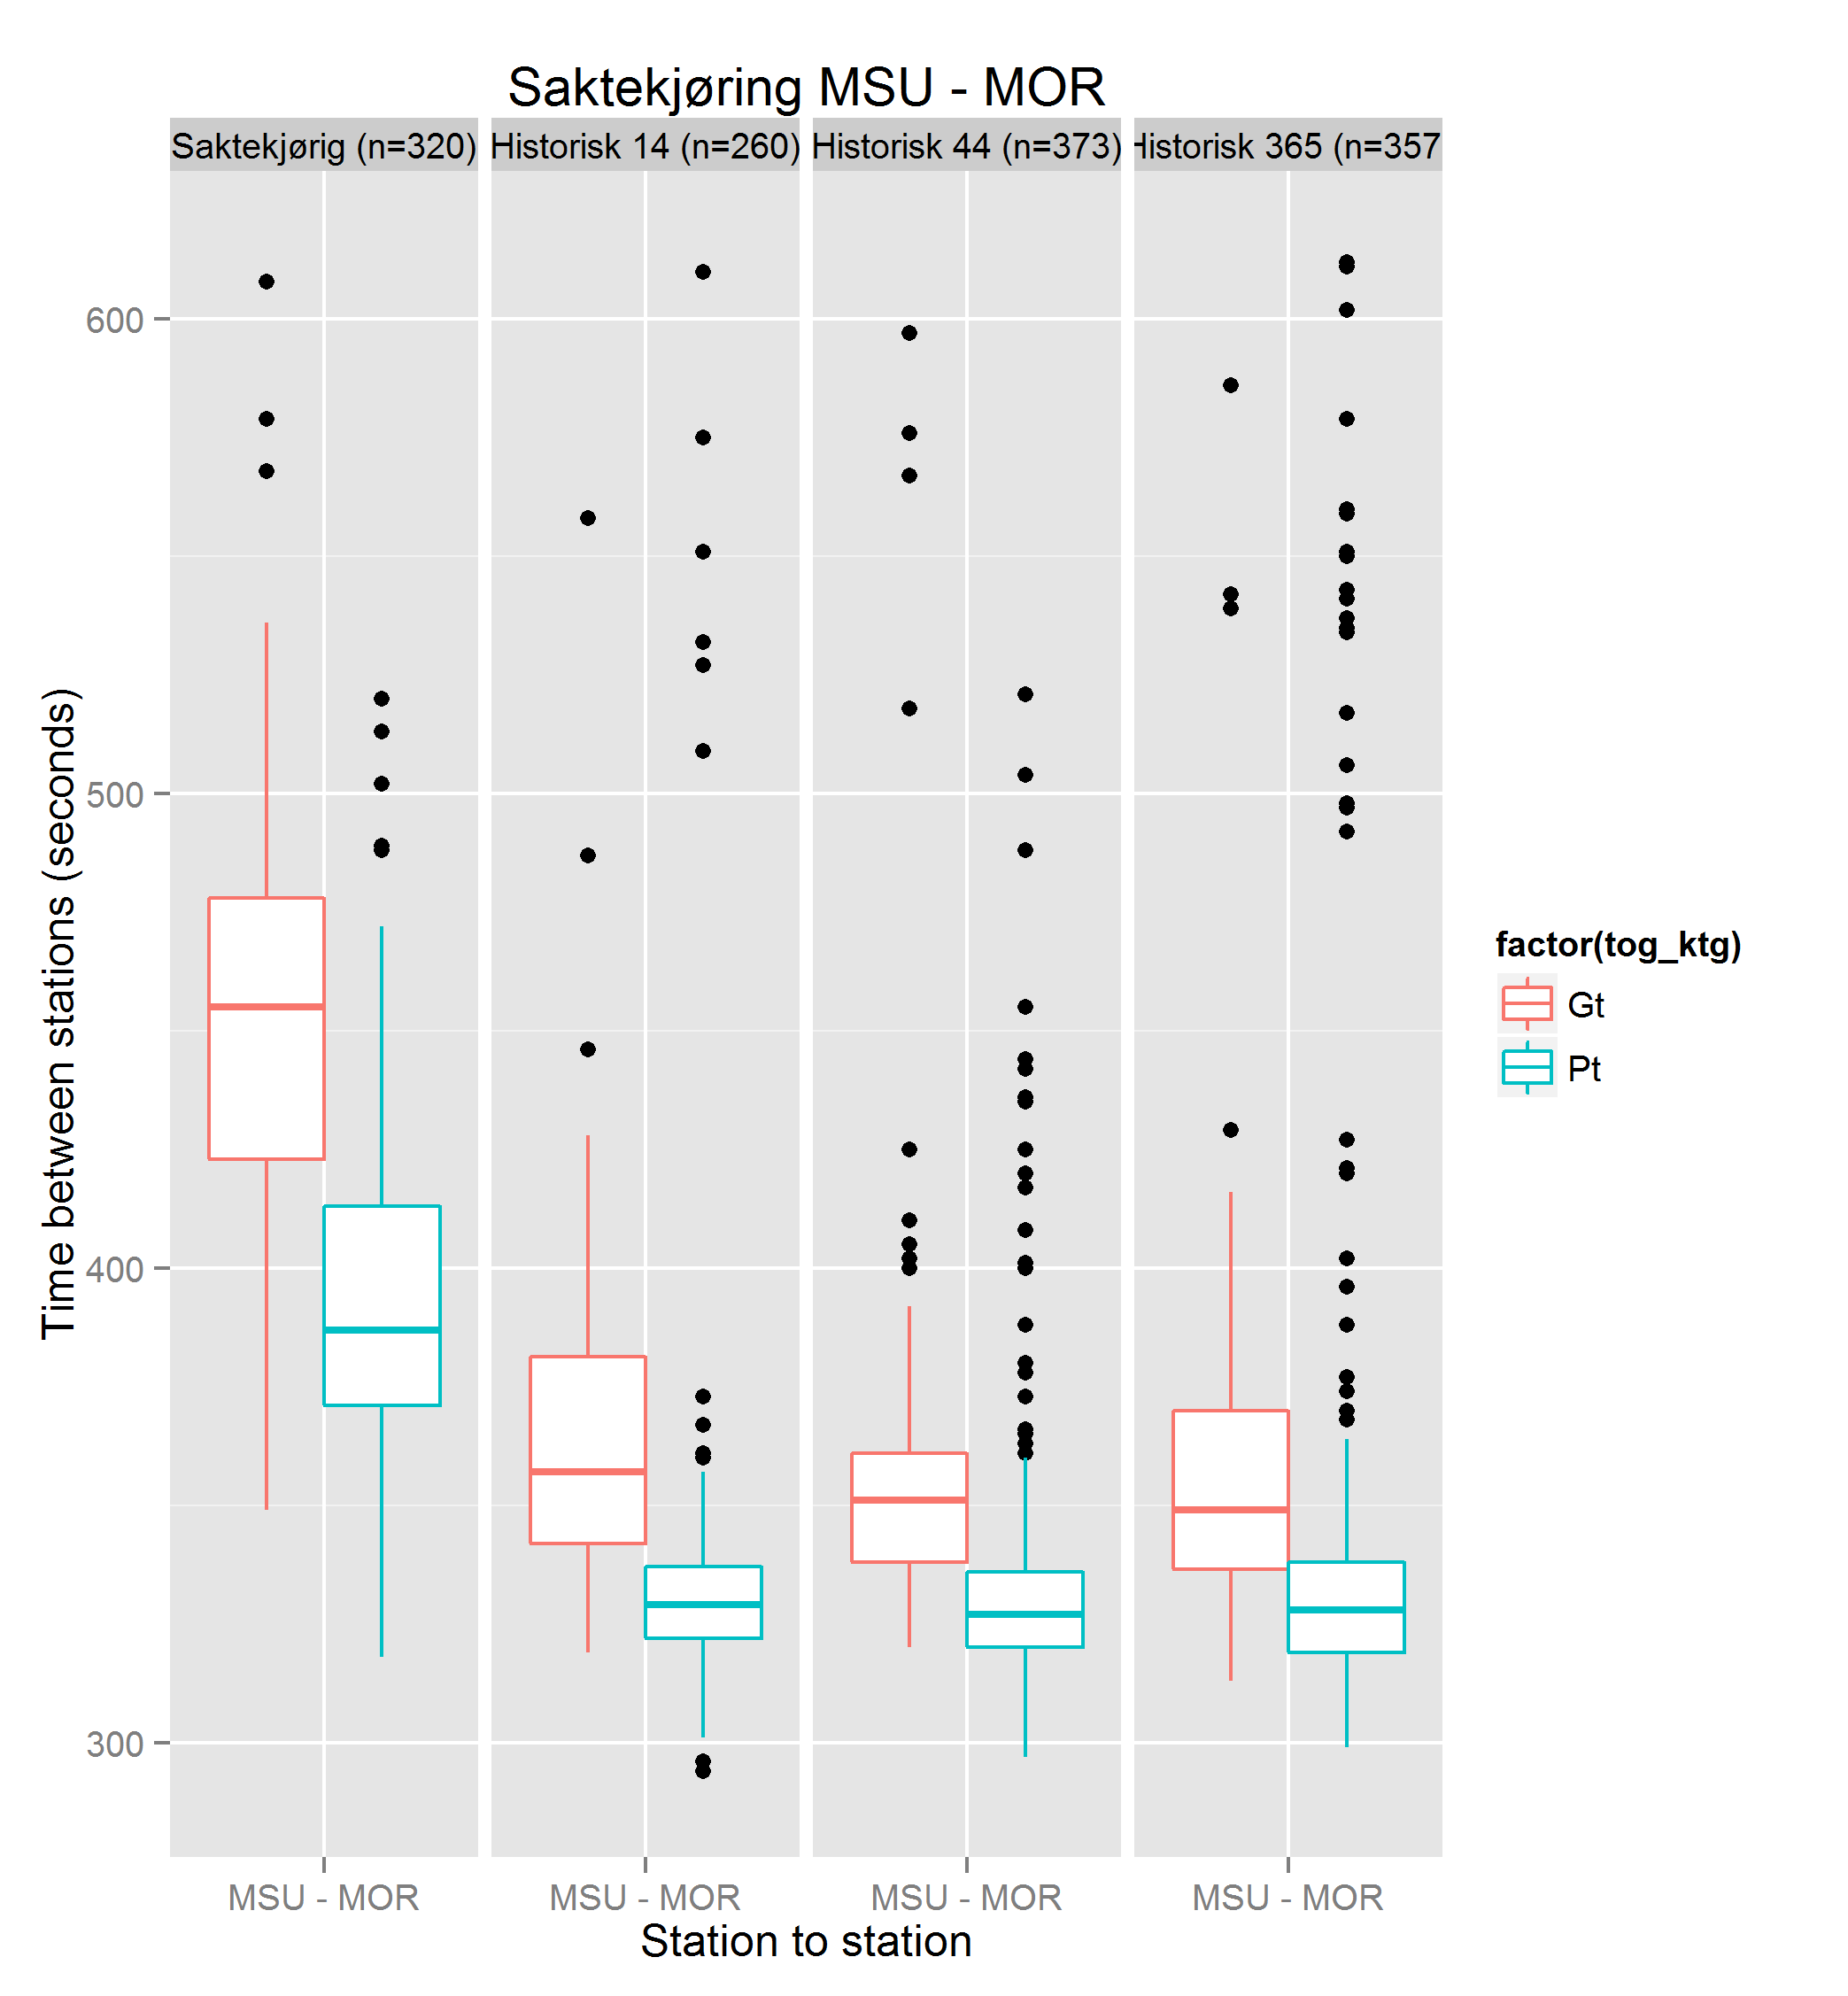 Saktekjøring MSU - MOR
Saktekjørig (n=320)
Historisk 14 (n=260)
Historisk 44 (n=373)
Historisk 365 (n=357
600
500
400
300
Time between stations (seconds)
MSU - MOR
MSU - MOR
MSU - MOR
MSU - MOR
Station to station
factor(tog_ktg)
Gt
Pt